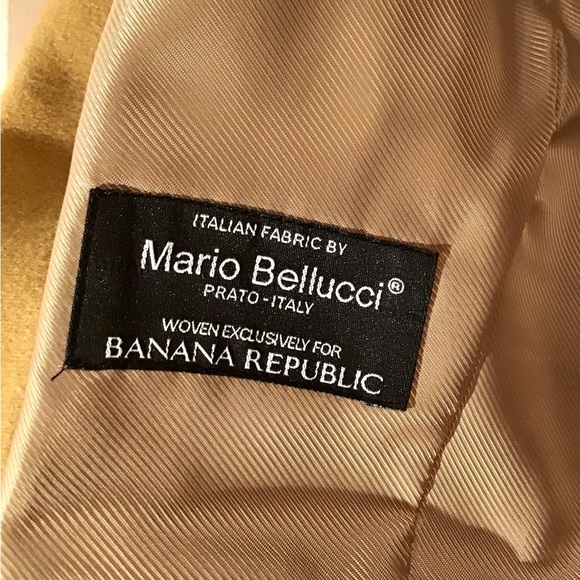 ITALIAN FABRIC BY
Mario Bellucci®
PRATO - ITALY
WOVEN EXCLUSIVELY FOR
BANANA REPUBLIC